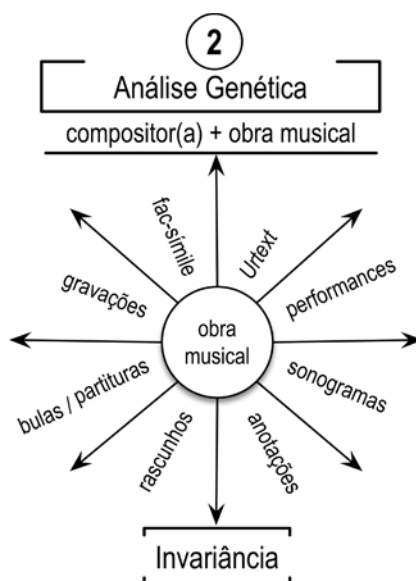 2
Análise Genética
compositor(a) + obra musical
fac-símile
Urtext
gravações
performances
obra
musical
bulas / partituras
sonogramas
rascunhos
anotações
Invariância